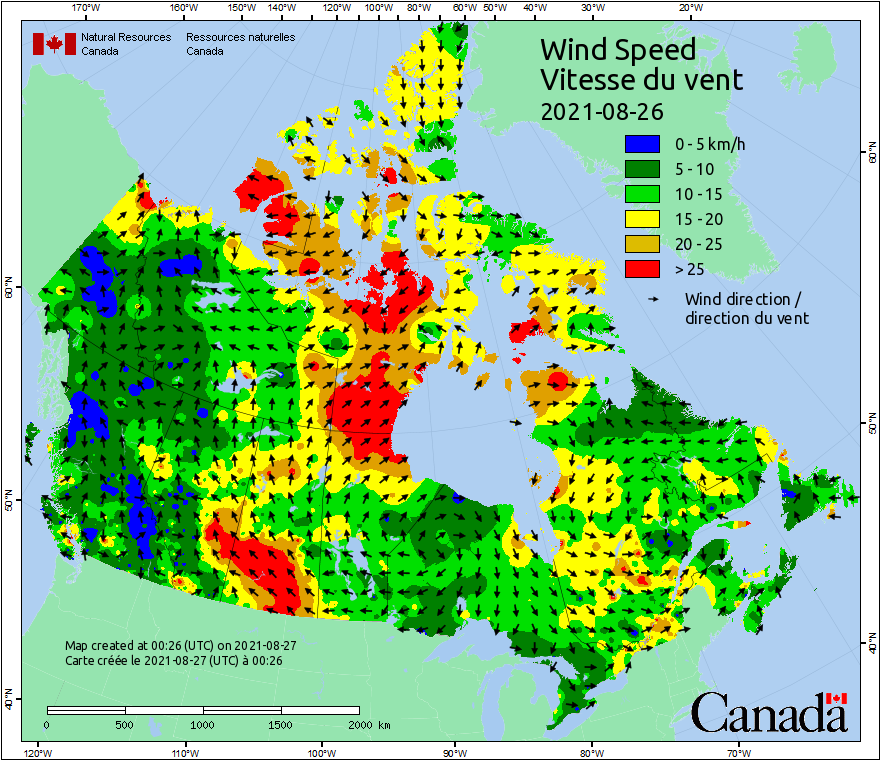 170°W 160°W 150°W 140°W 120°W 100°W 80°W 60°W 50°W 40°W 30°W 20°W
Natural Resources Ressources naturelles
Canada Canada
Wind Speed
Vitesse du vent
2021-08-26
0 - 5 km/h
5 - 10
10 - 15
15 - 20
20 - 25
> 25
Wind direction /
direction du vent
60°N
60°N
50°N
50°N
40°N
40°N
Map created at 00:26 (UTC) on 2021-08-27
Carte créée le 2021-08-27 (UTC) à 00:26
0 500 1000 1500 2000 km
Canada
120°W 110°W 100°W 90°W 80°W 70°W